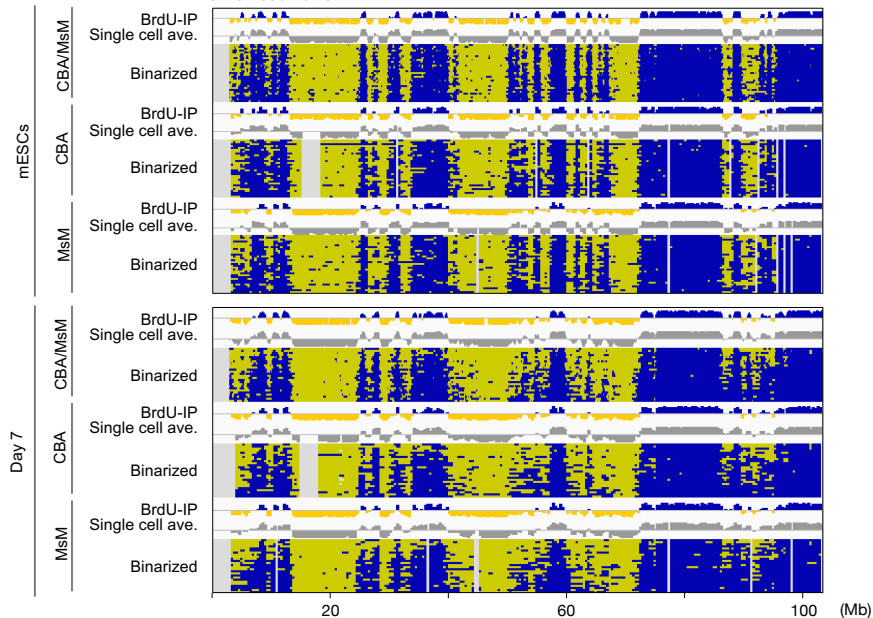 mESCs
CBA/MsM
BrdU-IP
Single cell ave.
Binarized
CBA
BrdU-IP
Single cell ave.
Binarized
MsM
BrdU-IP
Single cell ave.
Binarized
Day 7
CBA/MsM
BrdU-IP
Single cell ave.
Binarized
CBA
BrdU-IP
Single cell ave.
Binarized
MsM
BrdU-IP
Single cell ave.
Binarized
20 60 100 (Mb)